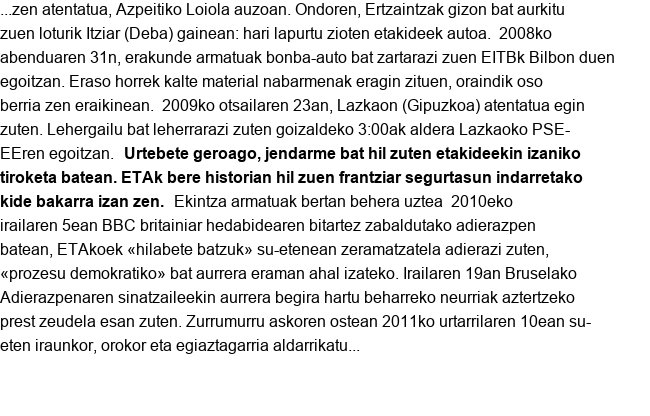 ...zen atentatua, Azpeitiko Loiola auzoan. Ondoren, Ertzaintzak gizon bat aurkitu
zuen loturik Itziar (Deba) gainean: hari lapurtu zioten etakideek autoa.  2008ko
abenduaren 31n, erakunde armatuak bonba-auto bat zartarazi zuen EITBk Bilbon duen
egoitzan. Eraso horrek kalte material nabarmenak eragin zituen, oraindik oso
berria zen eraikinean.  2009ko otsailaren 23an, Lazkaon (Gipuzkoa) atentatua egin
zuten. Lehergailu bat leherrarazi zuten goizaldeko 3:00ak aldera Lazkaoko PSE-
EEren egoitzan.  Urtebete geroago, jendarme bat hil zuten etakideekin izaniko
tiroketa batean. ETAk bere historian hil zuen frantziar segurtasun indarretako
kide bakarra izan zen.  Ekintza armatuak bertan behera uztea  2010eko
irailaren 5ean BBC britainiar hedabidearen bitartez zabaldutako adierazpen
batean, ETAkoek «hilabete batzuk» su-etenean zeramatzatela adierazi zuten,
«prozesu demokratiko» bat aurrera eraman ahal izateko. Irailaren 19an Bruselako
Adierazpenaren sinatzaileekin aurrera begira hartu beharreko neurriak aztertzeko
prest zeudela esan zuten. Zurrumurru askoren ostean 2011ko urtarrilaren 10ean su-
eten iraunkor, orokor eta egiaztagarria aldarrikatu...